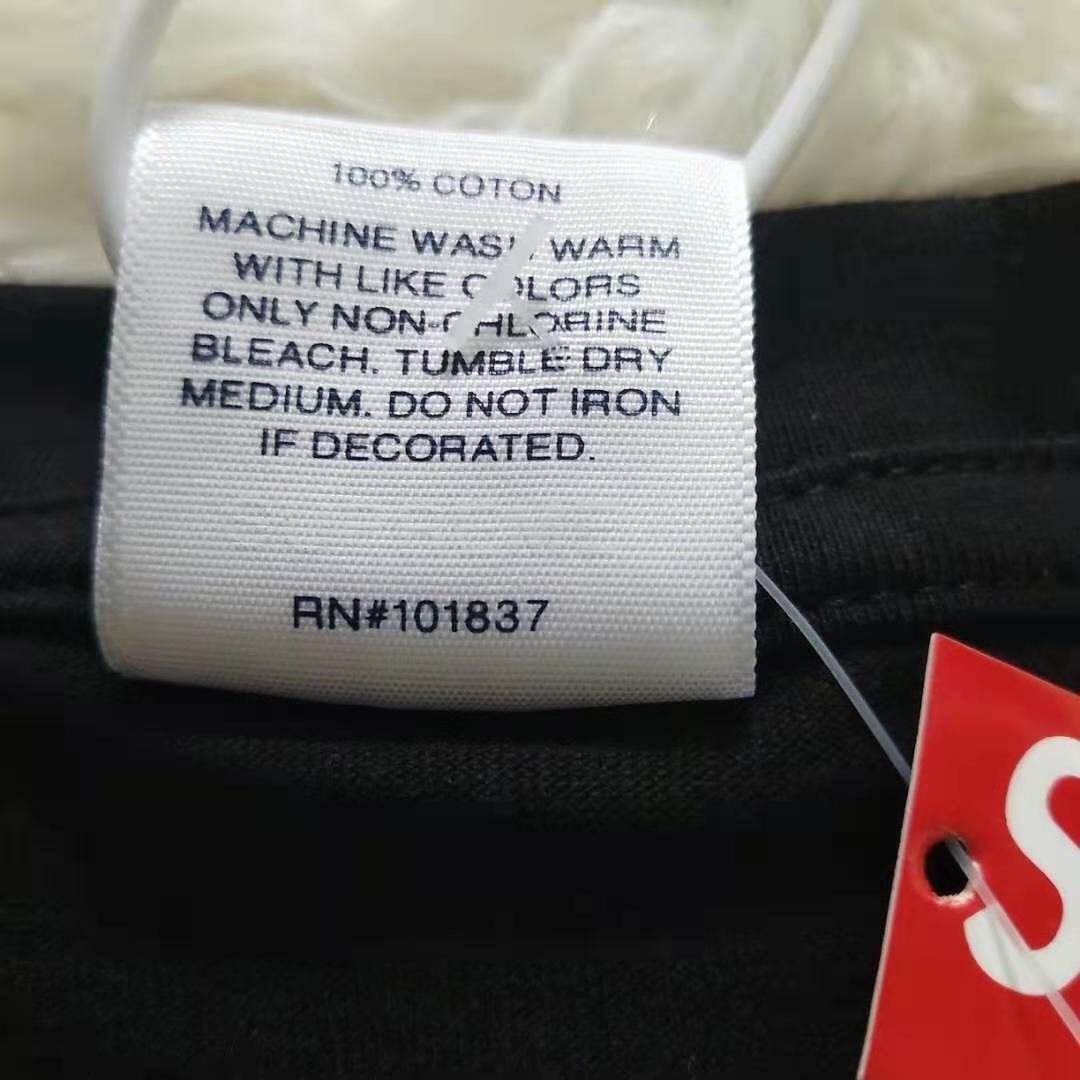 100% COTON
MACHINE WASH WARM
WITH LIKE COLORS
ONLY NON-CHLORINE
BLEACH. TUMBLE DRY
MEDIUM. DO NOT IRON
IF DECORATED.
RN#101837
S